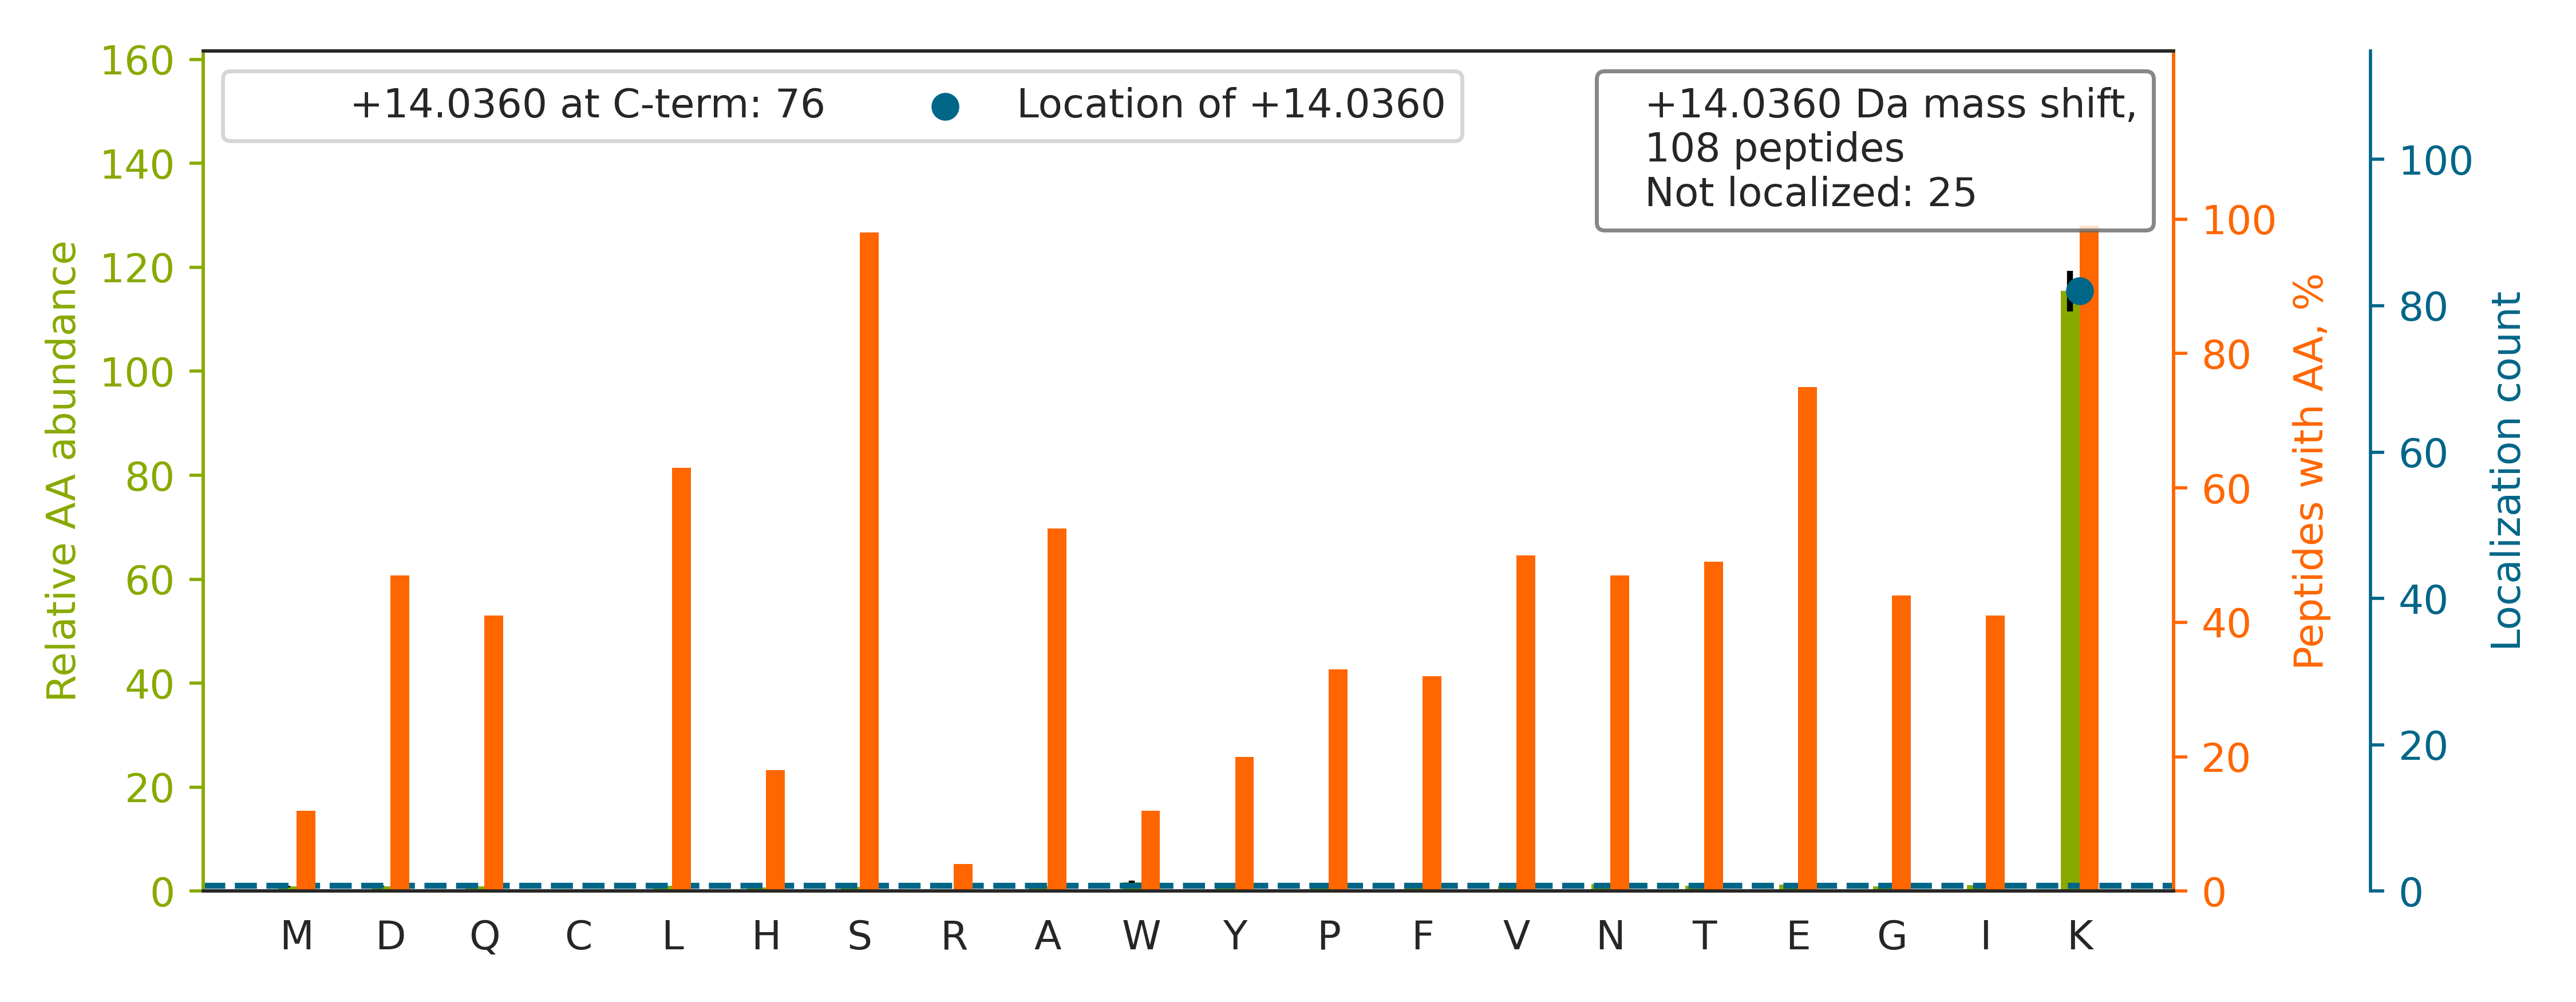 +14.0360 at C-term: 76
Location of +14.0360
+14.0360 Da mass shift,
108 peptides
Not localized: 25
Relative AA abundance
160
140
120
100
80
60
40
20
0
M D Q C L H S R A W Y P F V N T E G I K
100
80
60
40
20
0
Peptides with AA, %
100
80
60
40
20
0
Localization count